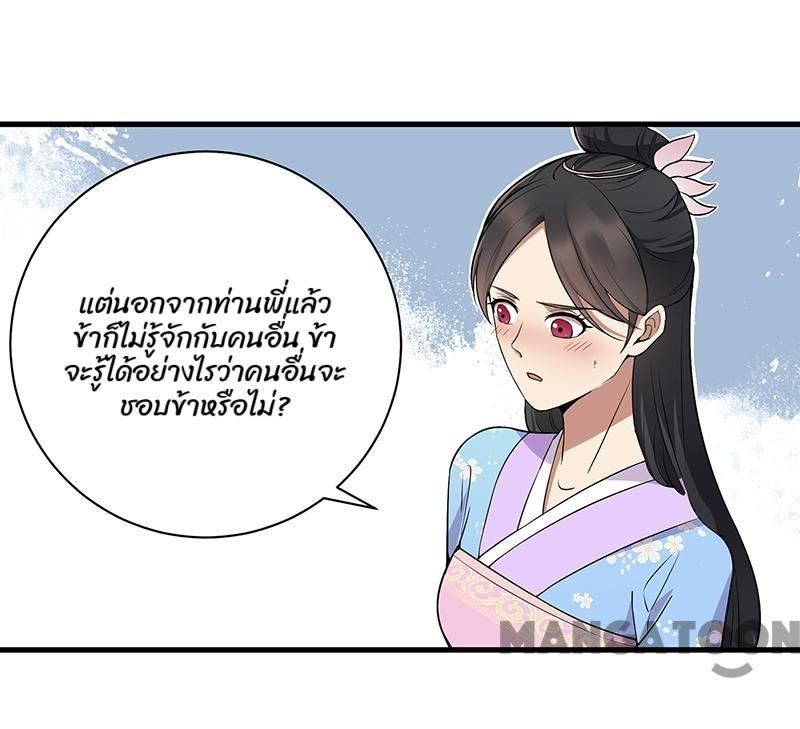 แต่นอกจากท่านพี่แล้ว
ข้าก็ไม่รู้จักกับคนอื่น ข้า
จะรู้ได้อย่างไรว่าคนอื่นจะ
ชอบข้าหรือไม่?
MANGATOON